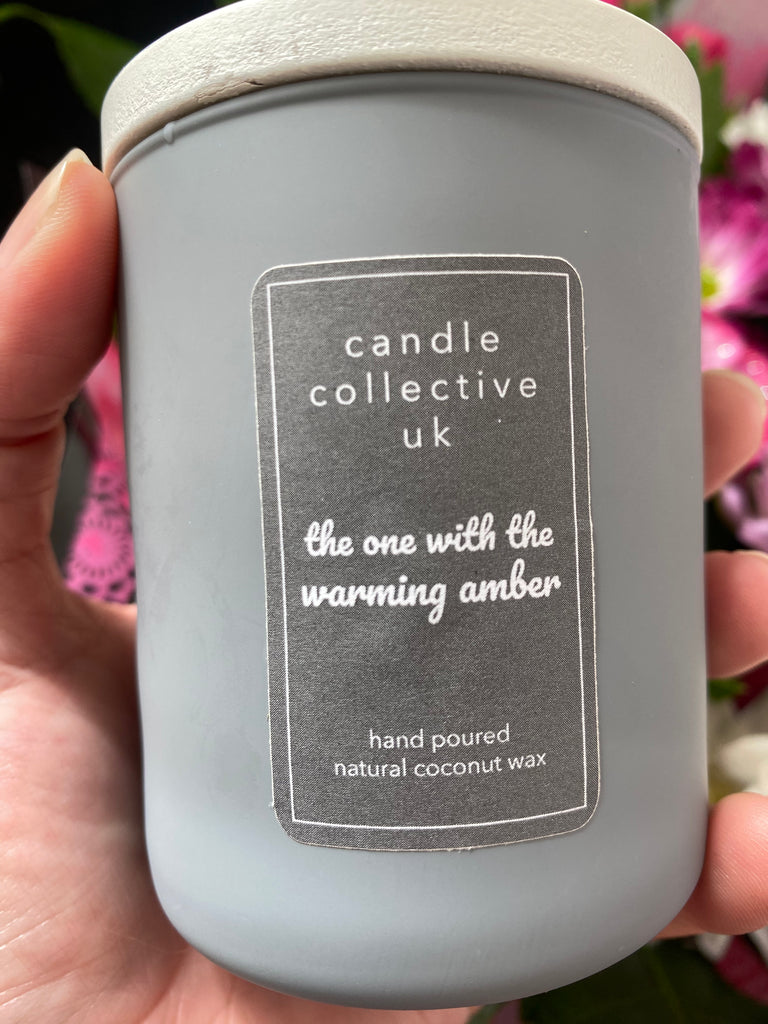 candle
collective
uk
the one with the
warming amber
hand poured
natural coconut wax